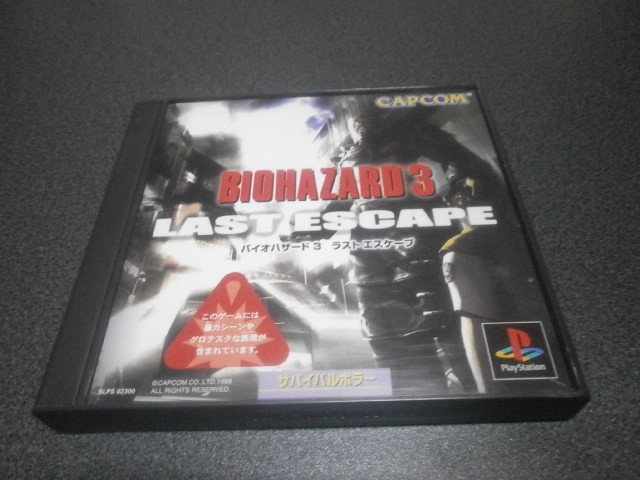 CAPCOM
BIOHAZARD 3
LAST ESCAPE
バイオハザード 3 ラスト エスケープ
このゲームには
暴力シーンや
グロテスクな表現が
含まれています。
©CAPCOM CO.,LTD.1999
ALL RIGHTS RESERVED.
SLPS 02300
サバイバルホラー
PlayStation